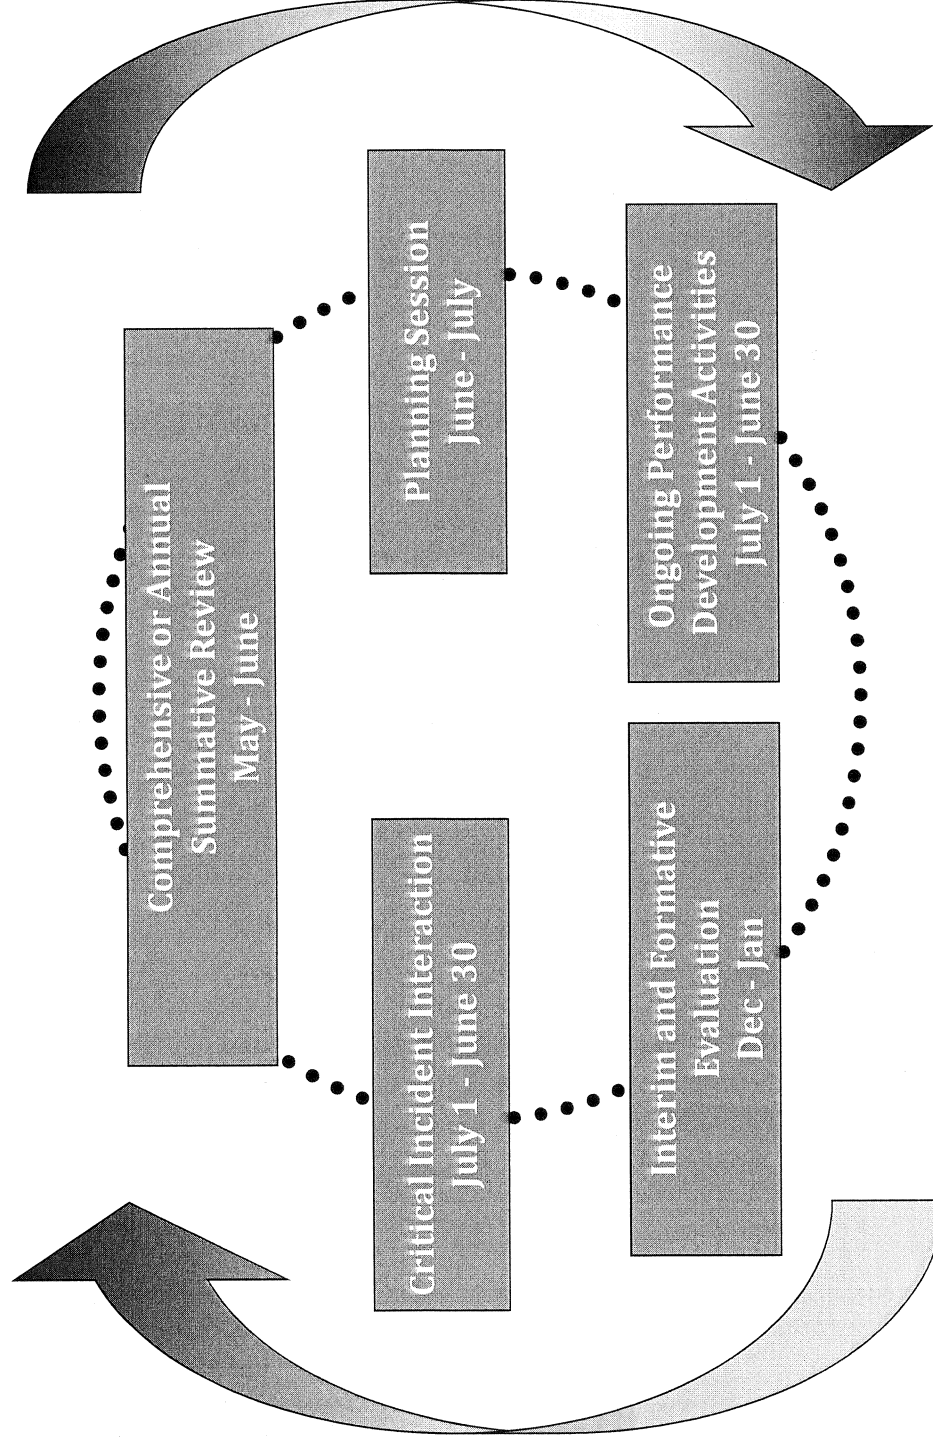 Comprehensive or Annual
Summative Review
May - June
Planning Session
June - July
Ongoing Performance
Development Activities
July 1 - June 30
Interim and Formative
Evaluation
Dec - Jan
Critical Incident Interaction
July 1 - June 30